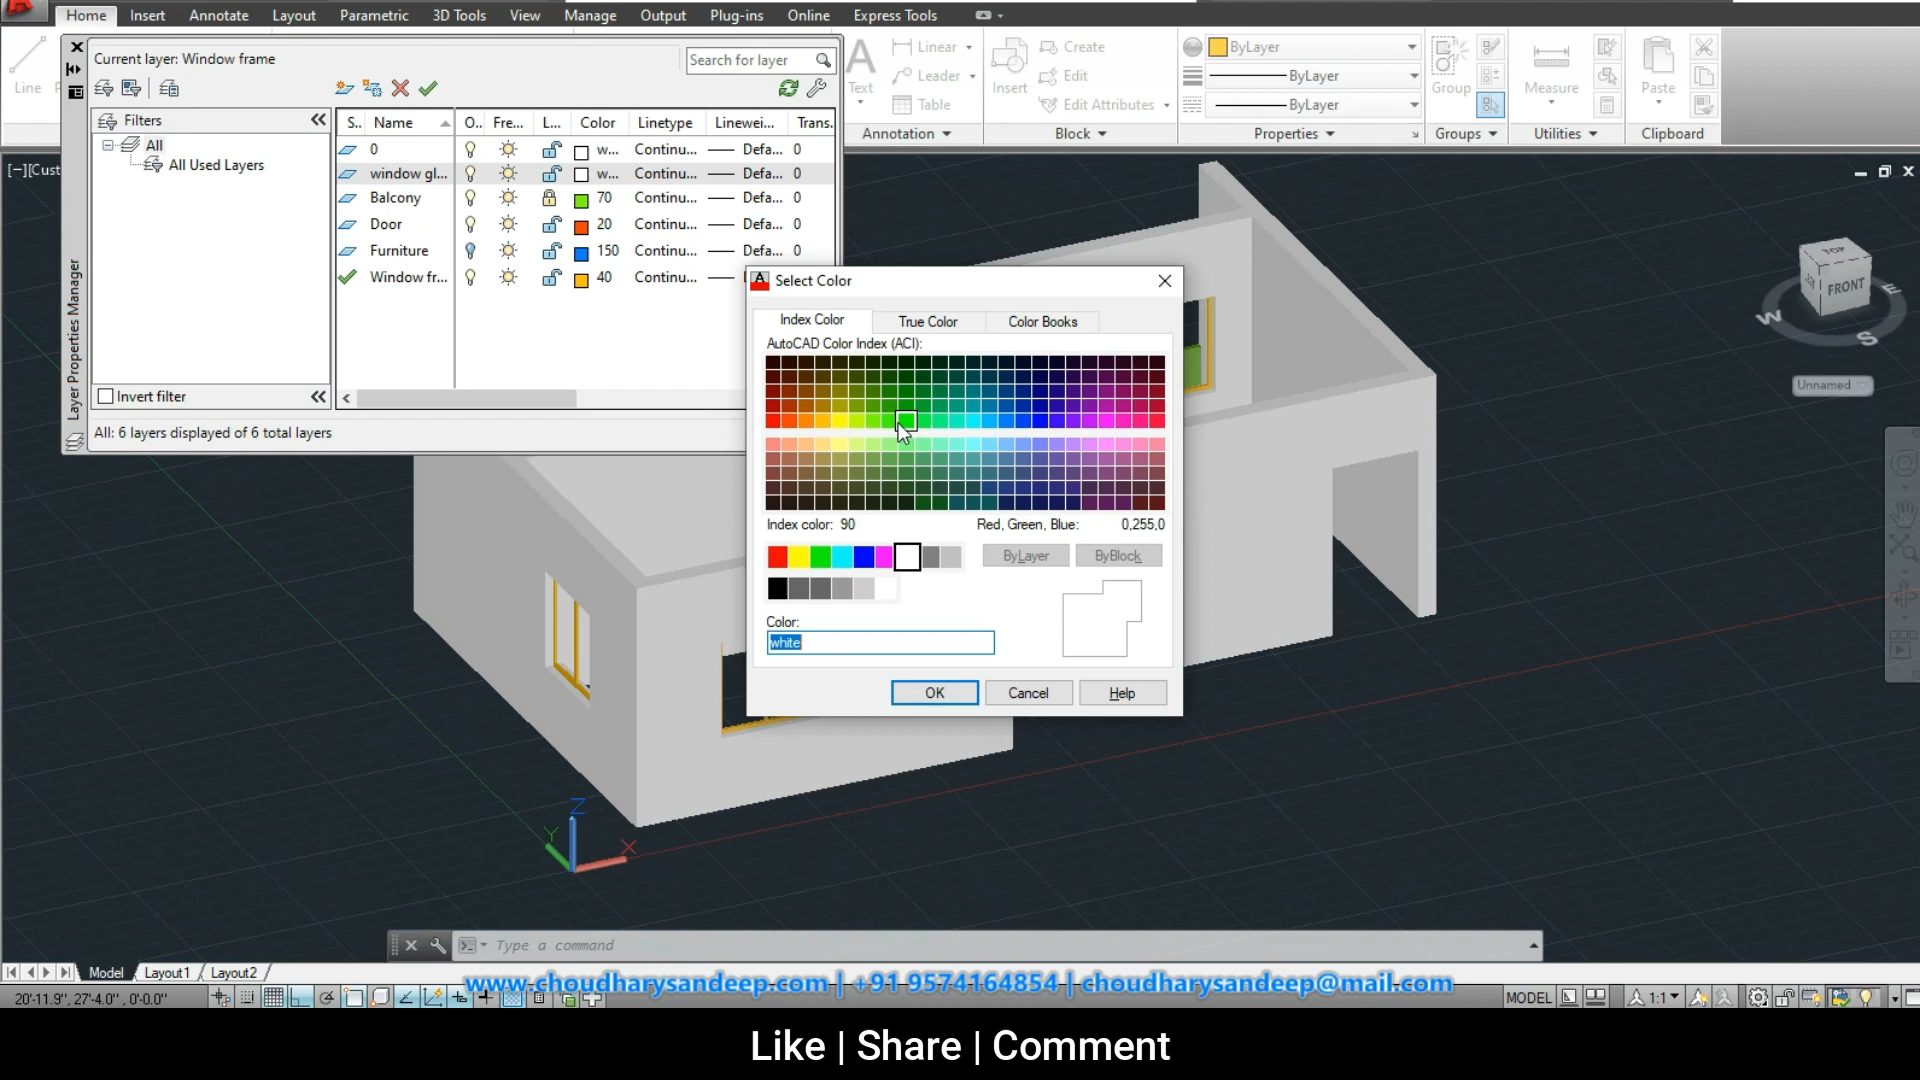 Home Insert Annotate Layout Parametric 3D Tools View Manage Output Plug-ins Online Express Tools
Current layer: Window frame
Search for layer
Line
Text
Linear
Leader
Table
Annotation
Insert
Create
Edit
Edit Attributes
Block
ByLayer
ByLayer
ByLayer
Properties
Group
Groups
Measure
Utilities
Paste
Clipboard
Filters
All
All Used Layers
Invert filter
Layer Properties Manager
S.. Name O.. Fre... L... Color Linetype Linewei... Trans.
0 w... Continu... Defa... 0
window gl... w... Continu... Defa... 0
Balcony 70 Continu... Defa... 0
Door 20 Continu... Defa... 0
Furniture 150 Continu... Defa... 0
Window fr... 40 Continu...
All: 6 layers displayed of 6 total layers
[−][Cust
Select Color
Index Color True Color Color Books
AutoCAD Color Index (ACI):
Index color: 90 Red, Green, Blue: 0,255,0
ByLayer ByBlock
Color:
white
OK Cancel Help
TOP
FRONT
W
S
E
Unnamed
Z
Y
X
Type a command
Model Layout1 Layout2
www.choudharysandeep.com | +91 9574164854 | choudharysandeep@mail.com
20'-11.9", 27'-4.0" , 0'-0.0"
MODEL 1:1
Like | Share | Comment